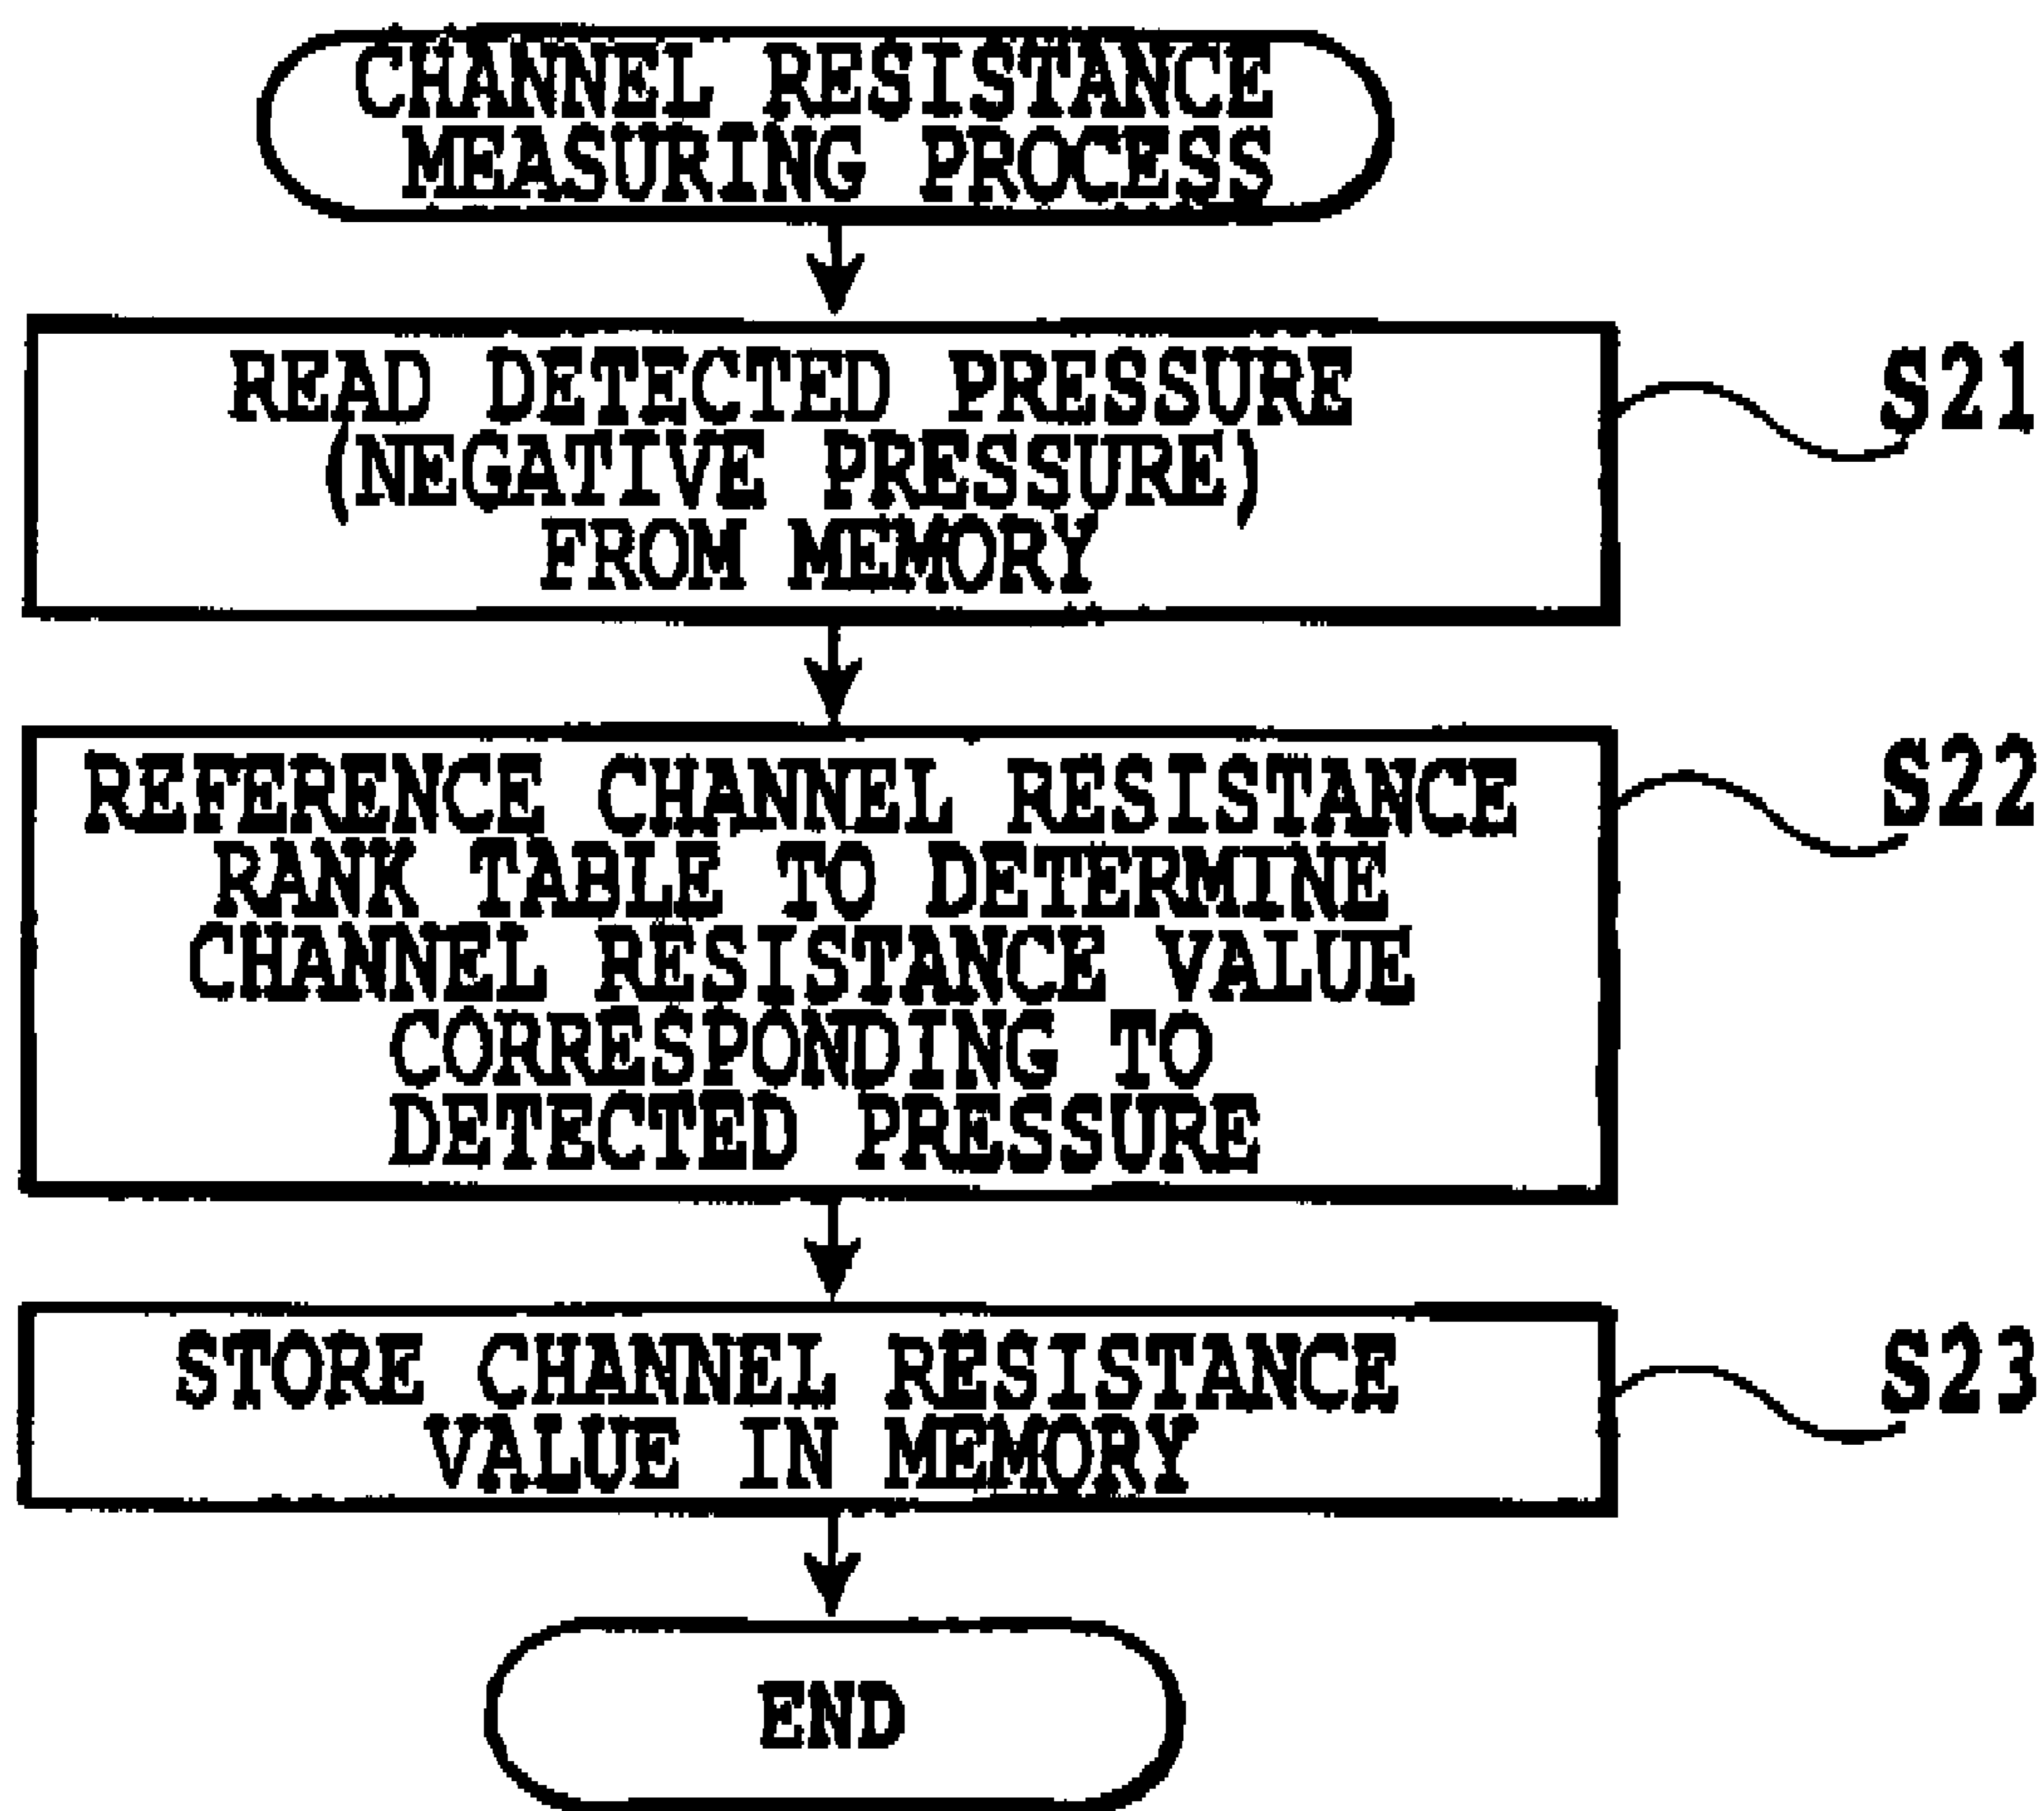 CHANNEL RESISTANCE
MEASURING PROCESS
READ DETECTED PRESSURE
(NEGATIVE PRESSURE)
FROM MEMORY
S21
REFERENCE CHANNEL RESISTANCE
RANK TABLE TO DETERMINE
CHANNEL RESISTANCE VALUE
CORRESPONDING TO
DETECTED PRESSURE
S22
STORE CHANNEL RESISTANCE
VALUE IN MEMORY
S23
END